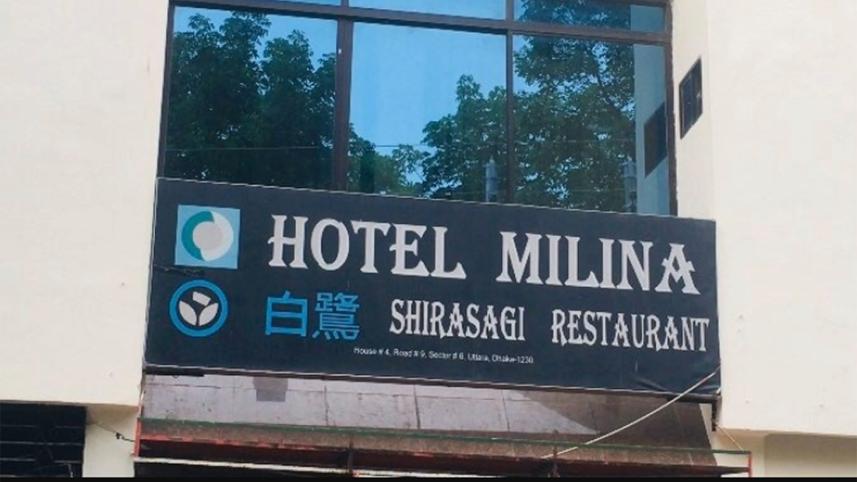 HOTEL MILINA
白鷺 SHIRASAGI RESTAURANT
House # 4, Road # 9, Sector # 6, Uttara, Dhaka-1230